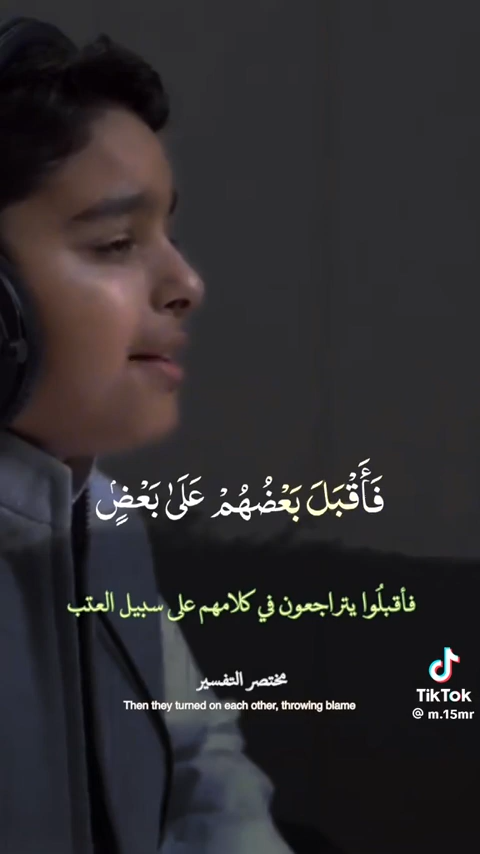 فَأَقْبَلَ بَعْضُهُمْ عَلَىٰ بَعْضٍ
فأقبلُوا يتراجعون في كلامهم على سبيل العتب
مختصر التفسير
Then they turned on each other, throwing blame
TikTok
@ m.15mr